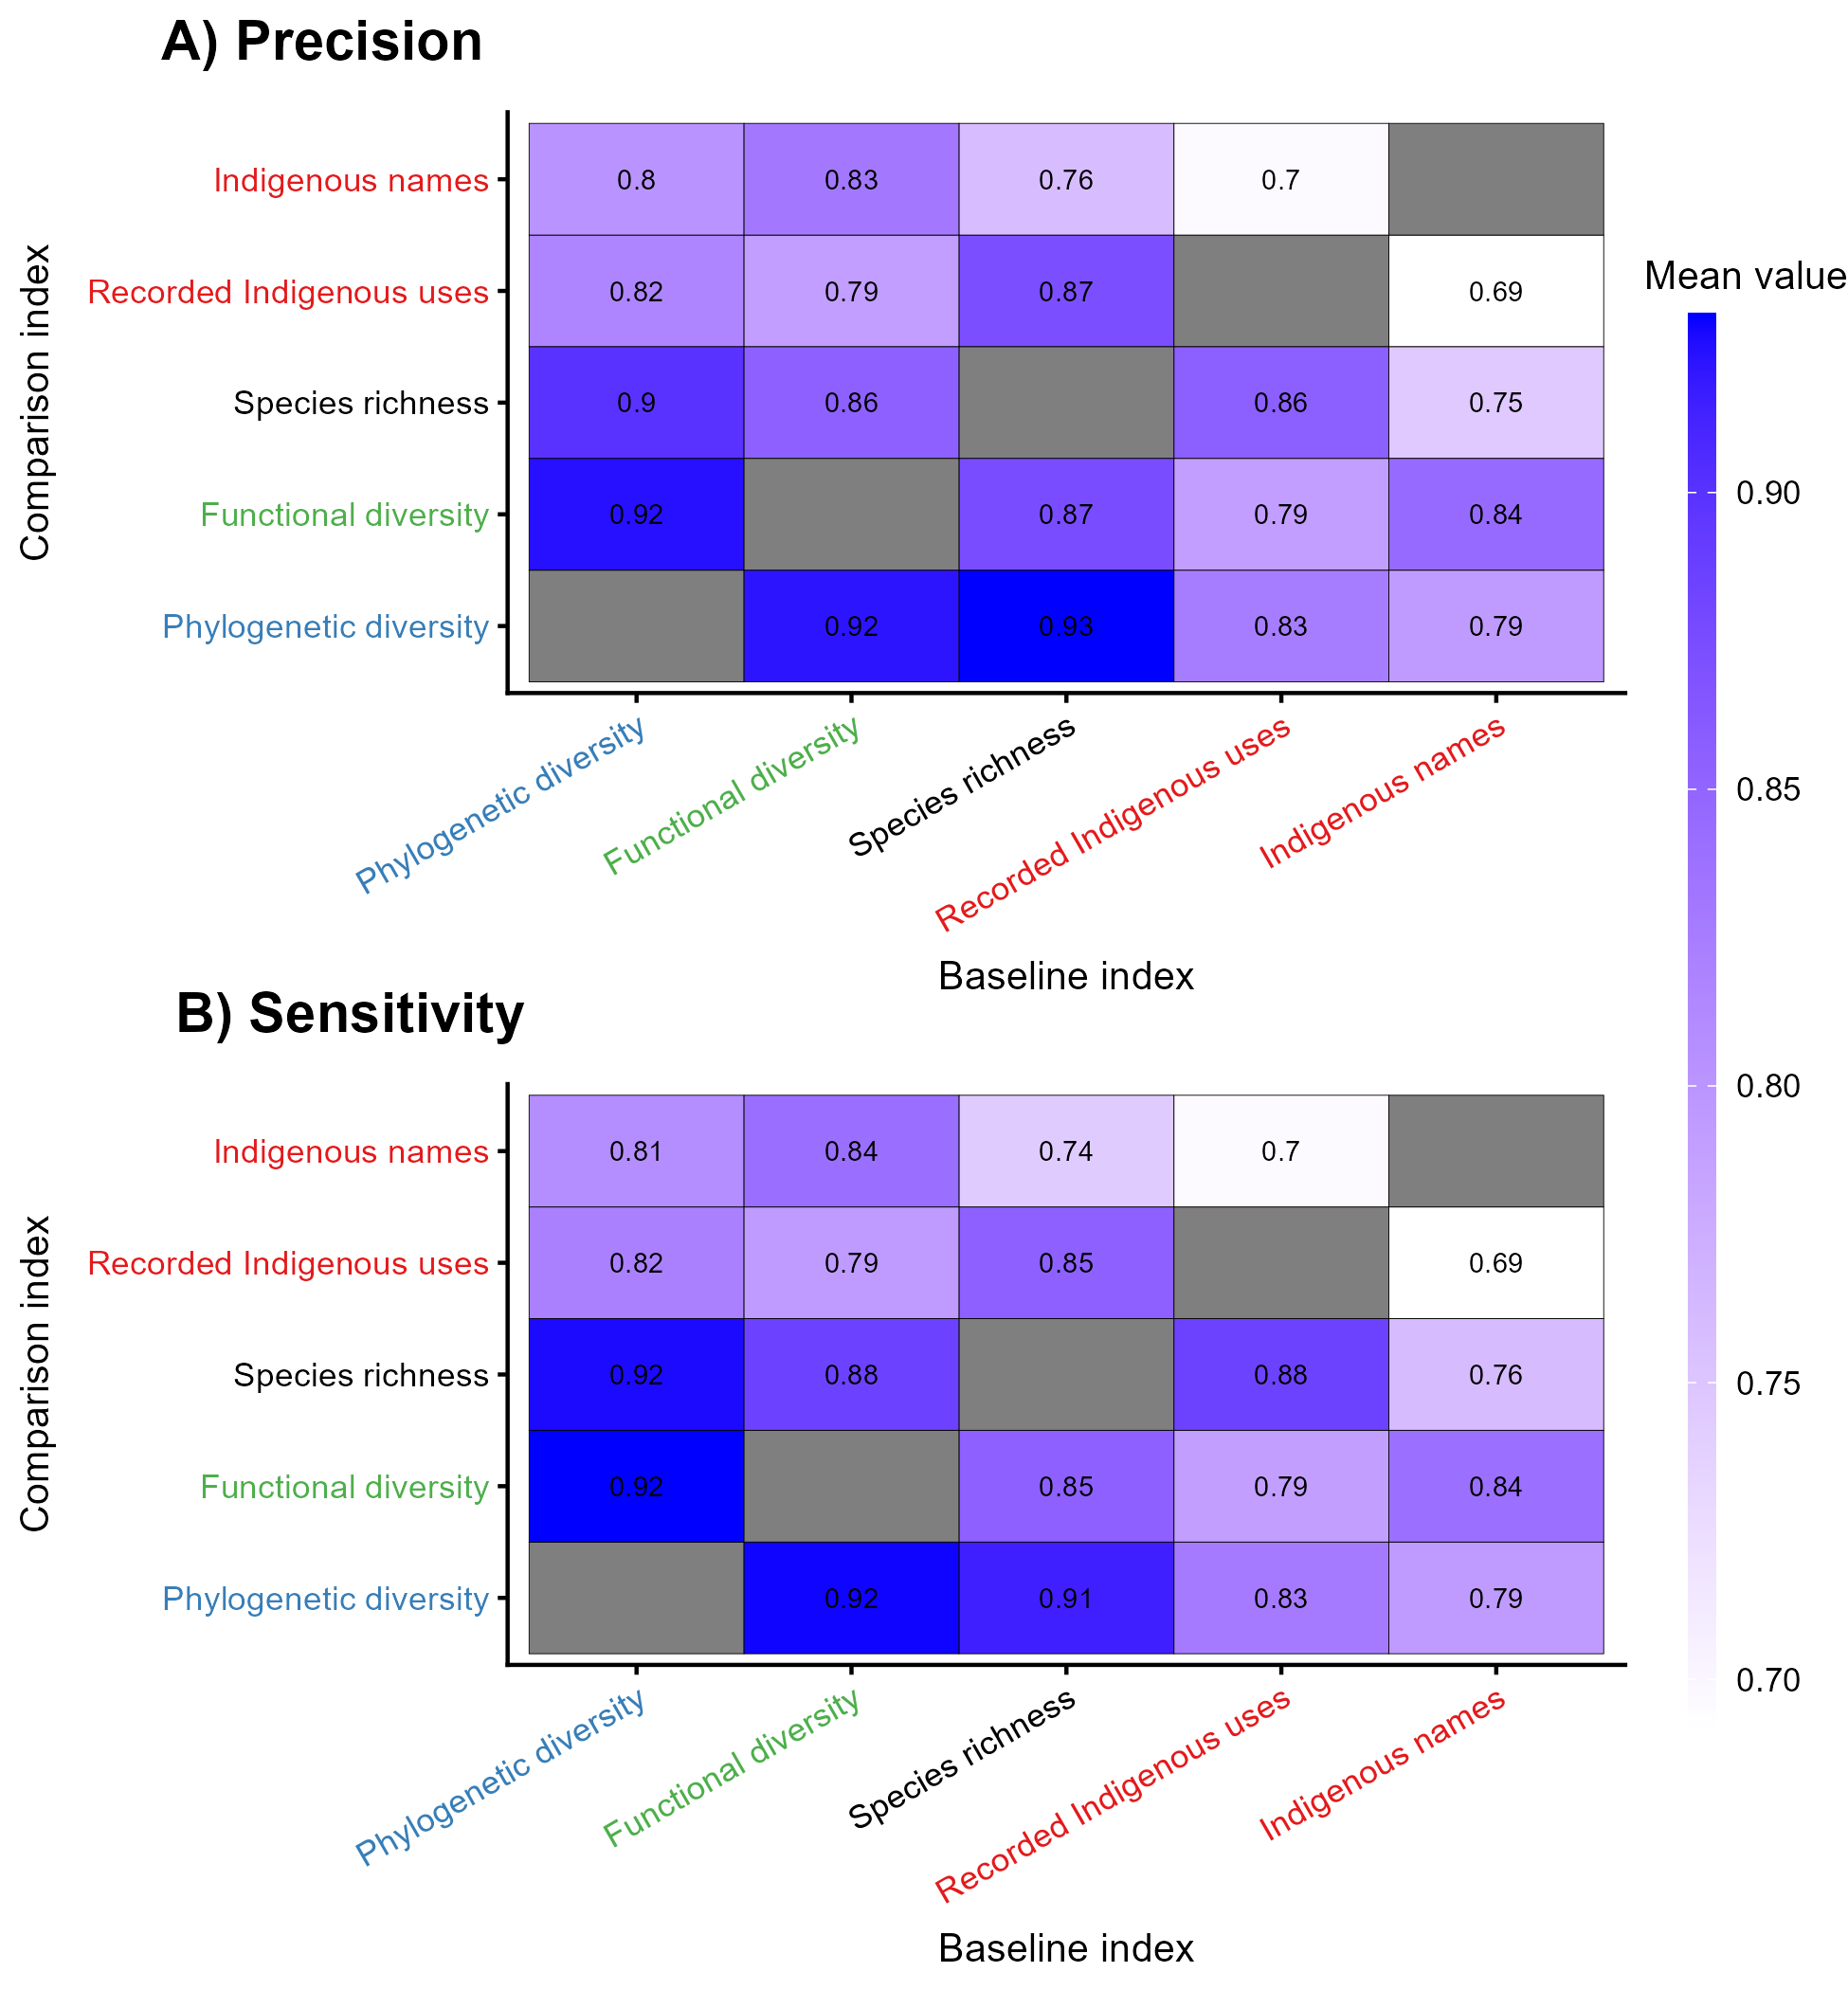 A) Precision
Comparison index
Indigenous names 0.8 0.83 0.76 0.7
Recorded Indigenous uses 0.82 0.79 0.87 0.69
Species richness 0.9 0.86 0.86 0.75
Functional diversity 0.92 0.87 0.79 0.84
Phylogenetic diversity 0.92 0.93 0.83 0.79
Phylogenetic diversity
Functional diversity
Species richness
Recorded Indigenous uses
Indigenous names
Baseline index
Mean value
0.90
0.85
0.80
0.75
0.70
B) Sensitivity
Comparison index
Indigenous names 0.81 0.84 0.74 0.7
Recorded Indigenous uses 0.82 0.79 0.85 0.69
Species richness 0.92 0.88 0.88 0.76
Functional diversity 0.92 0.85 0.79 0.84
Phylogenetic diversity 0.92 0.91 0.83 0.79
Phylogenetic diversity
Functional diversity
Species richness
Recorded Indigenous uses
Indigenous names
Baseline index